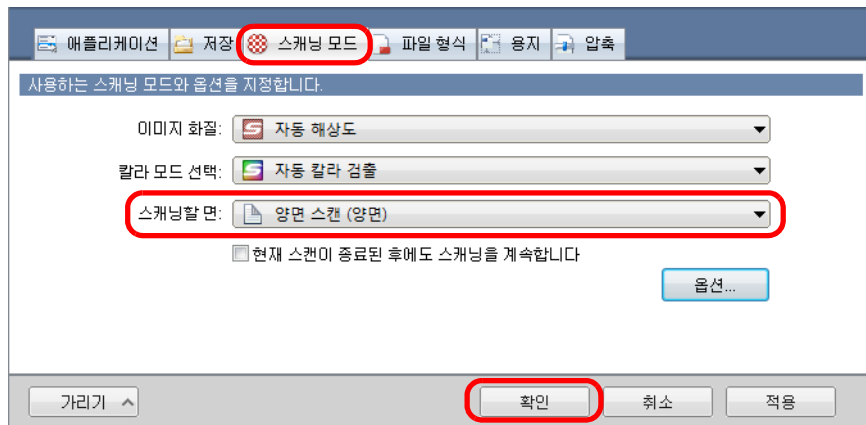 애플리케이션 저장 스캐닝 모드 파일 형식 용지 압축
사용하는 스캐닝 모드와 옵션을 지정합니다.
이미지 화질: 자동 해상도
칼라 모드 선택: 자동 칼라 검출
스캐닝할 면: 양면 스캔 (양면)
현재 스캔이 종료된 후에도 스캐닝을 계속합니다
옵션...
가리기 확인 취소 적용